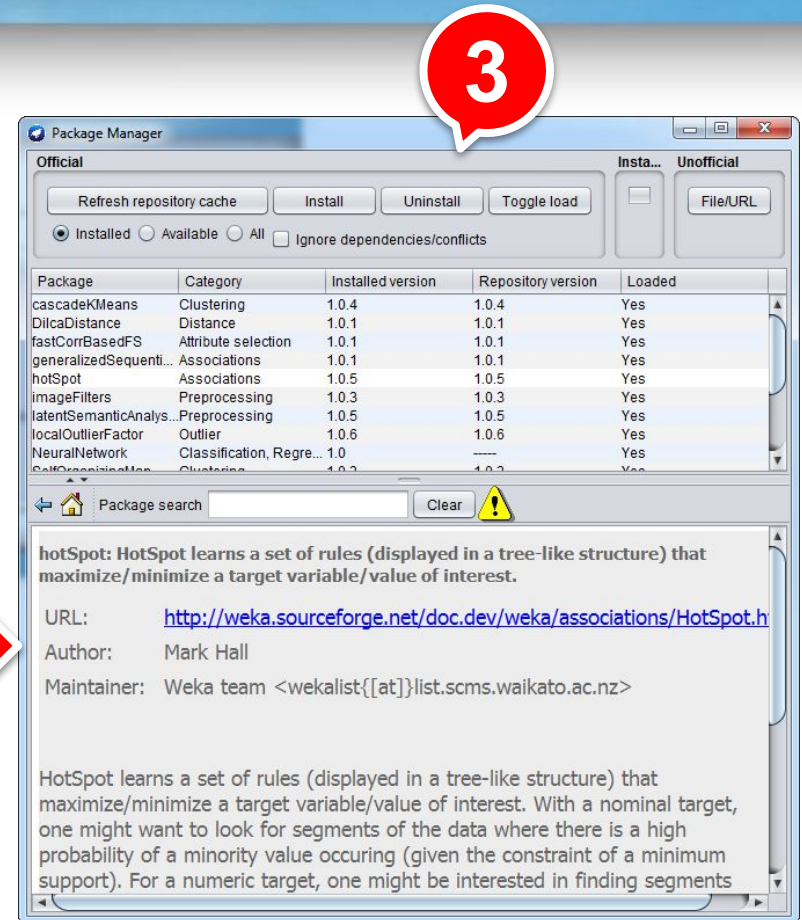 3
Package Manager
Official
Insta...
Unofficial
Refresh repository cache
Install
Uninstall
Toggle load
File/URL
Installed
Available
All
Ignore dependencies/conflicts
Package Category Installed version Repository version Loaded
cascadeKMeans Clustering 1.0.4 1.0.4 Yes
DilcaDistance Distance 1.0.1 1.0.1 Yes
fastCorrBasedFS Attribute selection 1.0.1 1.0.1 Yes
generalizedSequenti... Associations 1.0.1 1.0.1 Yes
hotSpot Associations 1.0.5 1.0.5 Yes
imageFilters Preprocessing 1.0.3 1.0.3 Yes
latentSemanticAnalys... Preprocessing 1.0.5 1.0.5 Yes
localOutlierFactor Outlier 1.0.6 1.0.6 Yes
NeuralNetwork Classification, Regre... 1.0 ----- Yes
Package search
Clear
hotSpot: HotSpot learns a set of rules (displayed in a tree-like structure) that
maximize/minimize a target variable/value of interest.
URL: http://weka.sourceforge.net/doc.dev/weka/associations/HotSpot.h
Author: Mark Hall
Maintainer: Weka team <wekalist{[at]}list.scms.waikato.ac.nz>
HotSpot learns a set of rules (displayed in a tree-like structure) that
maximize/minimize a target variable/value of interest. With a nominal target,
one might want to look for segments of the data where there is a high
probability of a minority value occuring (given the constraint of a minimum
support). For a numeric target, one might be interested in finding segments